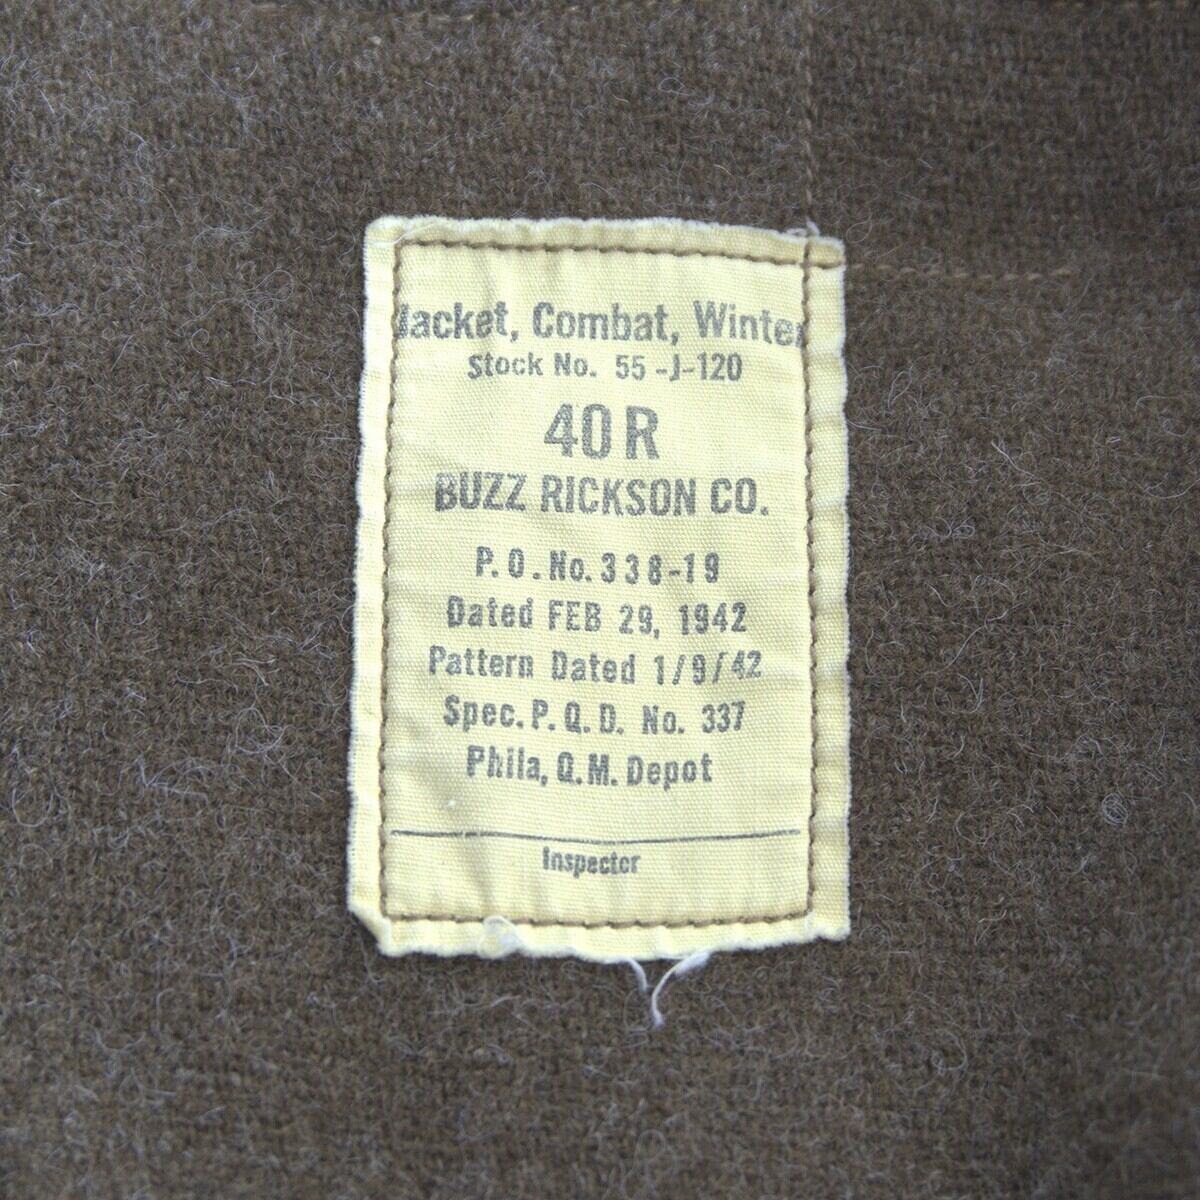 Jacket, Combat, Winter
Stock No. 55-J-120
40 R
BUZZ RICKSON CO.
P.O. No. 338-19
Dated FEB 29, 1942
Pattern Dated 1/9/42
Spec. P. Q. D. No. 337
Phila, Q.M. Depot
Inspector